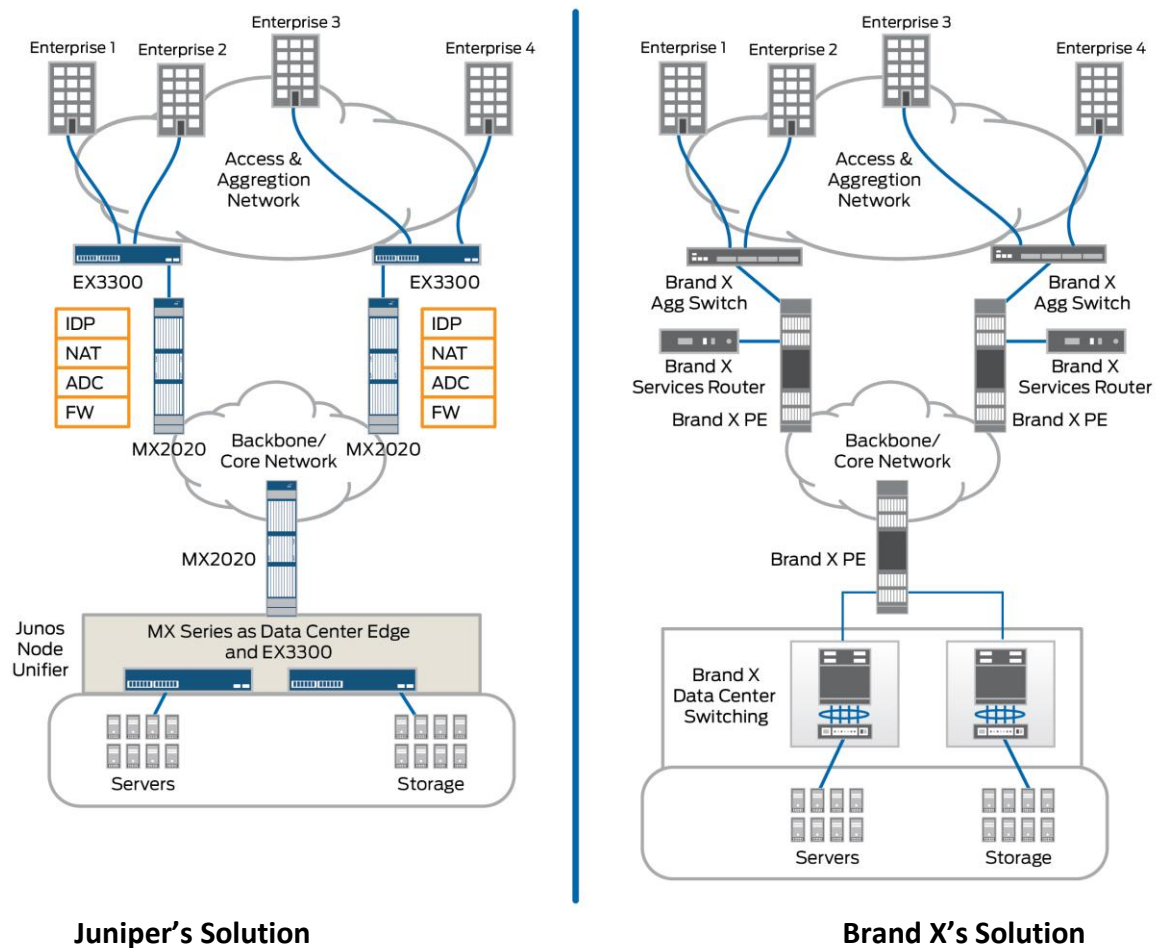 Enterprise 1
Enterprise 2
Enterprise 3
Enterprise 4
Access &
Aggregtion
Network
EX3300
EX3300
IDP
NAT
ADC
FW
IDP
NAT
ADC
FW
MX2020
MX2020
Backbone/
Core Network
MX2020
Junos
Node
Unifier
MX Series as Data Center Edge
and EX3300
Servers
Storage
Juniper's Solution
Enterprise 1
Enterprise 2
Enterprise 3
Enterprise 4
Access &
Aggregtion
Network
Brand X
Agg Switch
Brand X
Agg Switch
Brand X
Services Router
Brand X
Services Router
Brand X PE
Brand X PE
Backbone/
Core Network
Brand X PE
Brand X
Data Center
Switching
Servers
Storage
Brand X's Solution